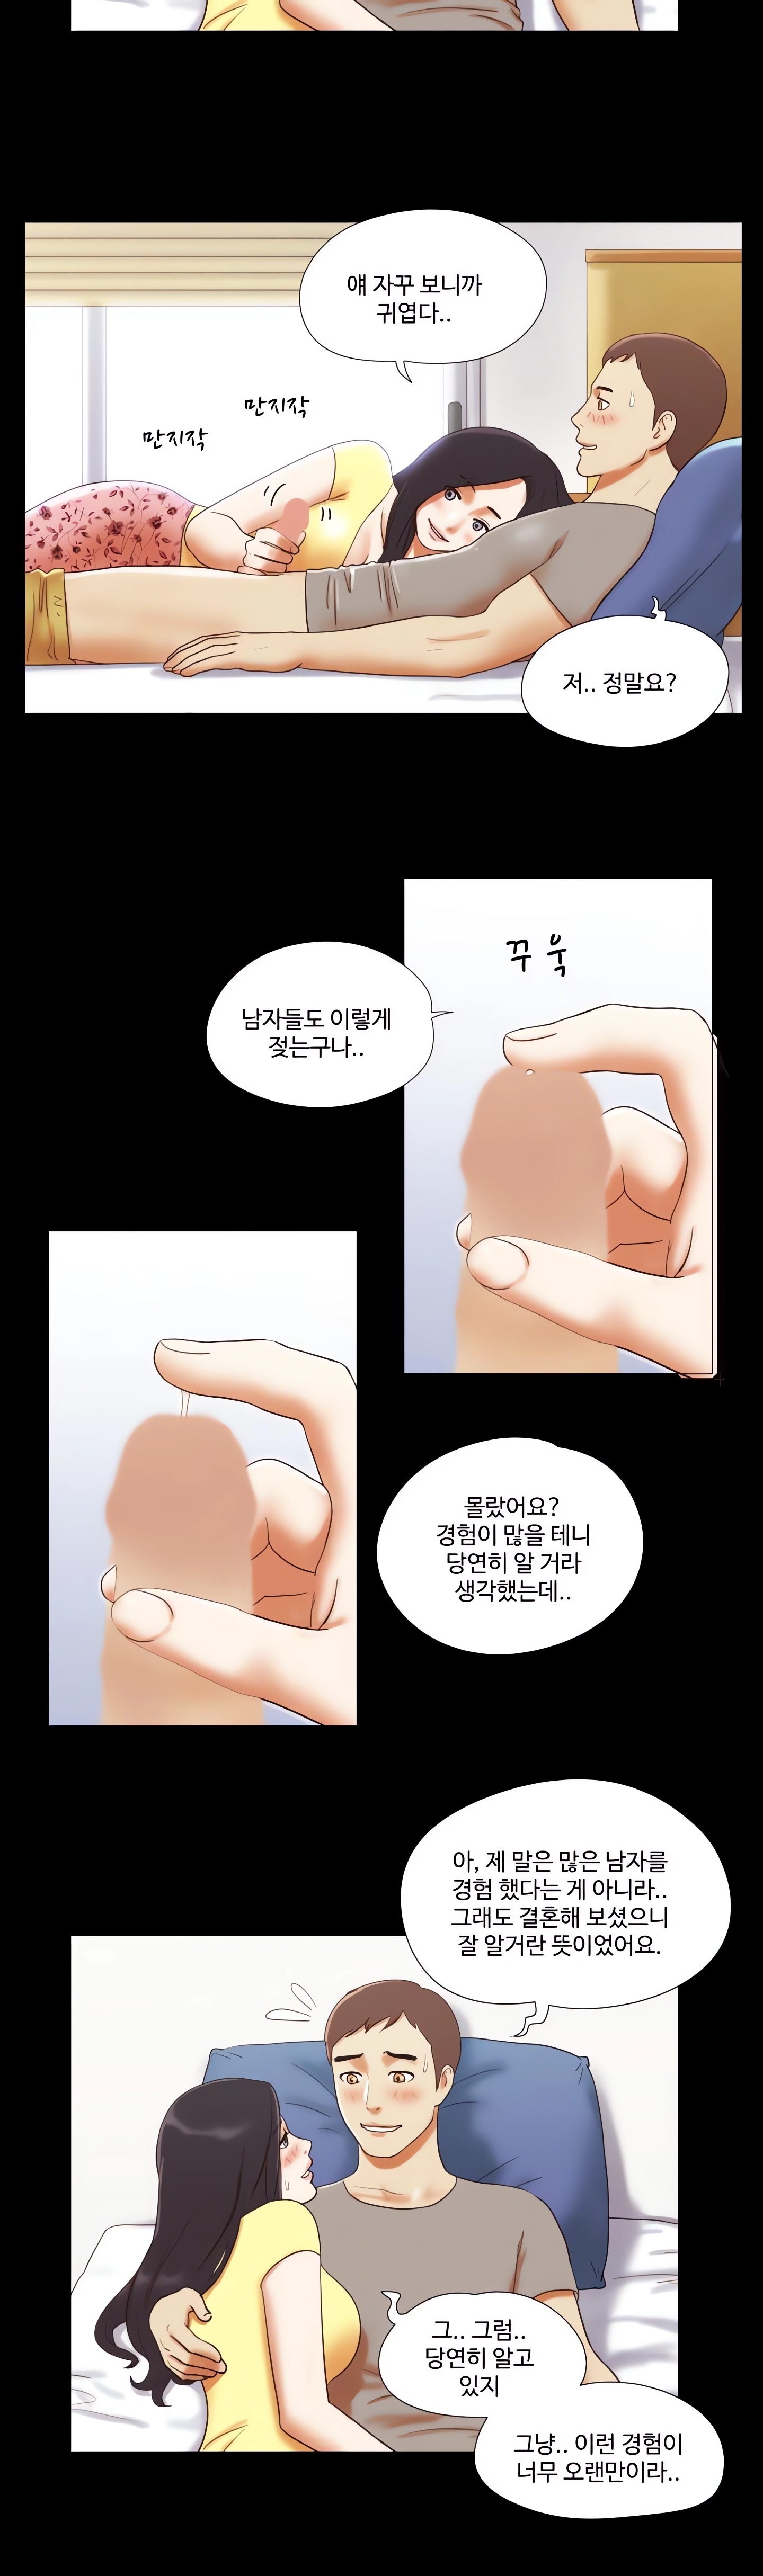 얘 자꾸 보니까
귀엽다..
만지작
만지작
저.. 정말요?
꾸욱
남자들도 이렇게
젖는구나..
몰랐어요?
경험이 많을 테니
당연히 알 거라
생각했는데..
아, 제 말은 많은 남자를
경험 했다는 게 아니라..
그래도 결혼해 보셨으니
잘 알거란 뜻이었어요.
그.. 그럼..
당연히 알고
있지
그냥.. 이런 경험이
너무 오랜만이라..